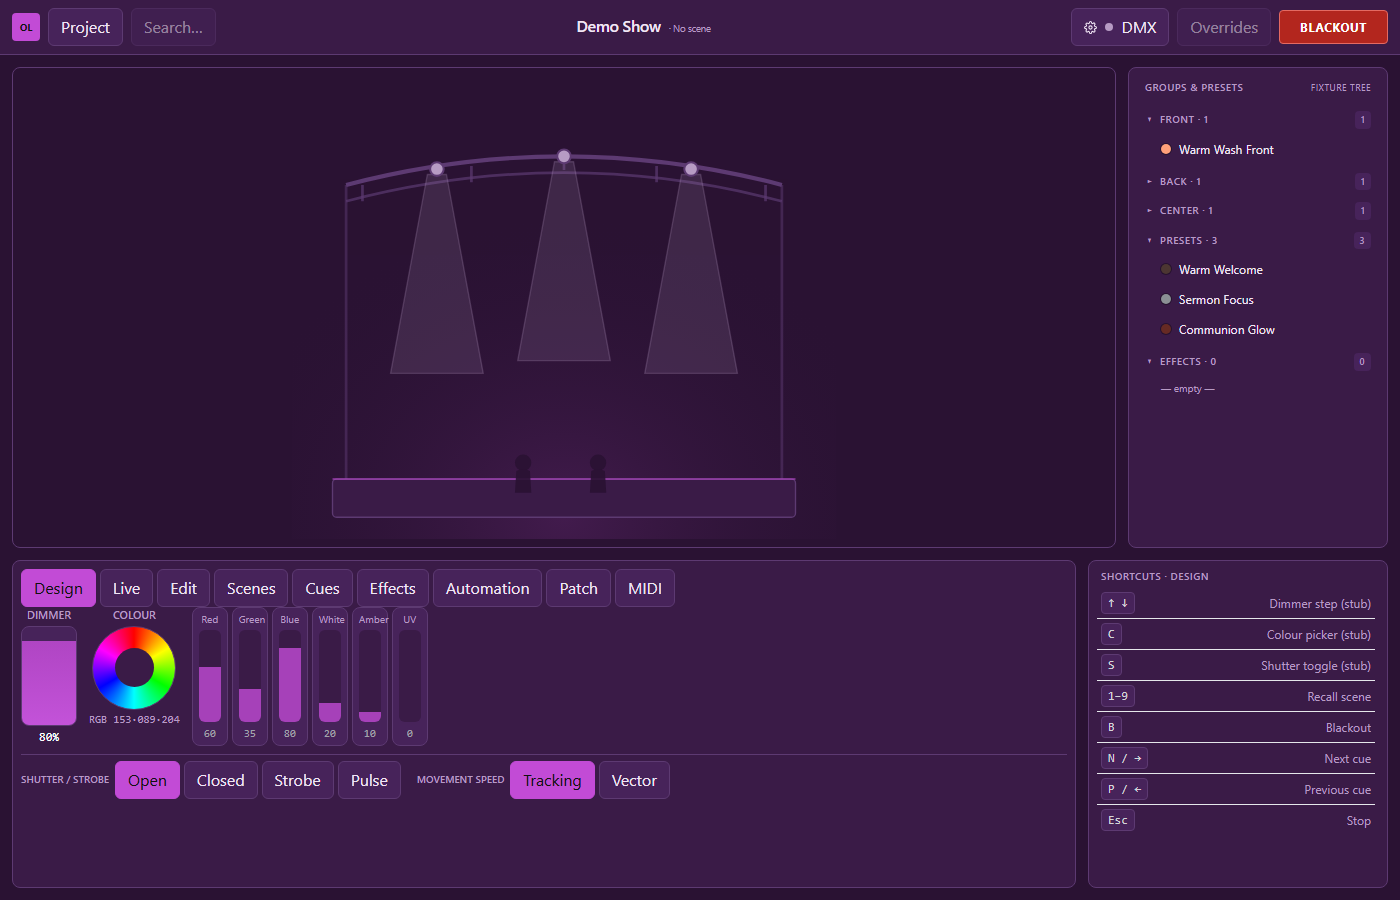 OL
Project
Search...
Demo Show · No scene
DMX
Overrides
BLACKOUT
GROUPS & PRESETS
FIXTURE TREE
▾ FRONT · 1
1
Warm Wash Front
▸ BACK · 1
1
▸ CENTER · 1
1
▾ PRESETS · 3
3
Warm Welcome
Sermon Focus
Communion Glow
▾ EFFECTS · 0
0
— empty —
Design
Live
Edit
Scenes
Cues
Effects
Automation
Patch
MIDI
DIMMER
80%
COLOUR
RGB 153·089·204
Red
60
Green
35
Blue
80
White
20
Amber
10
UV
0
SHUTTER / STROBE
Open
Closed
Strobe
Pulse
MOVEMENT SPEED
Tracking
Vector
SHORTCUTS · DESIGN
↑ ↓ Dimmer step (stub)
C Colour picker (stub)
S Shutter toggle (stub)
1–9 Recall scene
B Blackout
N / → Next cue
P / ← Previous cue
Esc Stop